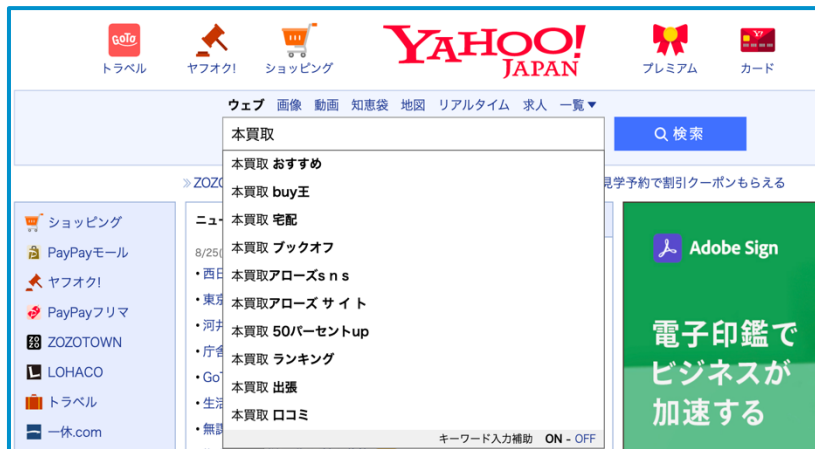 GoTo
トラベル
ヤフオク!
ショッピング
YAHOO!
JAPAN
プレミアム
カード
ウェブ 画像 動画 知恵袋 地図 リアルタイム 求人 一覧▼
本買取
検索
本買取 おすすめ
本買取 buy王
本買取 宅配
本買取 ブックオフ
本買取アローズs n s
本買取アローズ サ イ ト
本買取 50パーセントup
本買取 ランキング
本買取 出張
本買取 口コミ
キーワード入力補助 ON - OFF
見学予約で割引クーポンもらえる
ショッピング
PayPayモール
ヤフオク!
PayPayフリマ
ZOZOTOWN
LOHACO
トラベル
一休.com
8/25(
・西日
・東京
・河井
・庁舎
・GoT
・生活
Adobe Sign
電子印鑑で
ビジネスが
加速する